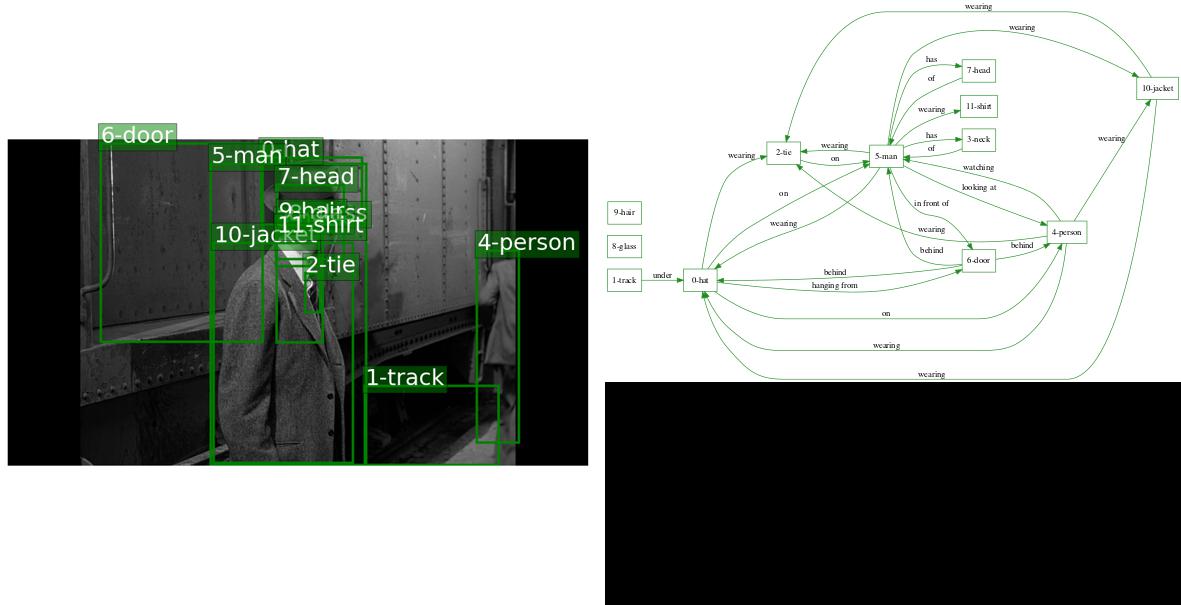 6-door
0-hat
5-man
7-head
9-hair
11-shirt
10-jacket
4-person
2-tie
1-track
wearing
wearing
has
7-head
of
10-jacket
wearing
11-shirt
has
3-neck
wearing
of
wearing
2-tie
5-man
wearing
on
watching
on
looking at
in front of
9-hair
wearing
wearing
4-person
behind
behind
8-glass
6-door
behind
1-track
under
0-hat
hanging from
on
wearing
wearing